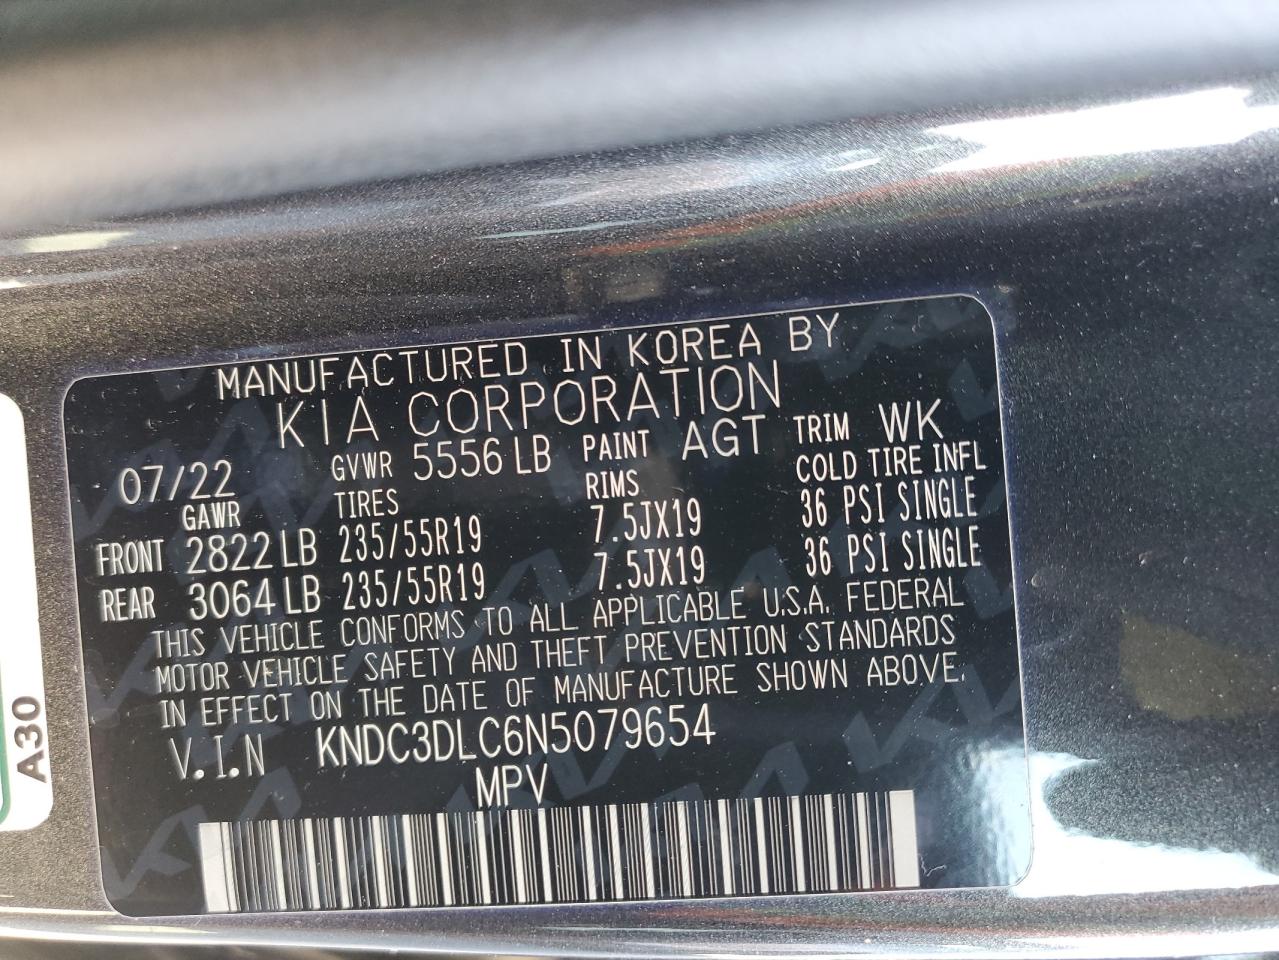 MANUFACTURED IN KOREA BY
KIA CORPORATION
07/22 GVWR 5556 LB PAINT AGT TRIM WK
GAWR TIRES RIMS COLD TIRE INFL
FRONT 2822 LB 235/55R19 7.5JX19 36 PSI SINGLE
REAR 3064 LB 235/55R19 7.5JX19 36 PSI SINGLE
THIS VEHICLE CONFORMS TO ALL APPLICABLE U.S.A. FEDERAL
MOTOR VEHICLE SAFETY AND THEFT PREVENTION STANDARDS
IN EFFECT ON THE DATE OF MANUFACTURE SHOWN ABOVE.
V.I.N KNDC3DLC6N5079654
MPV
A30